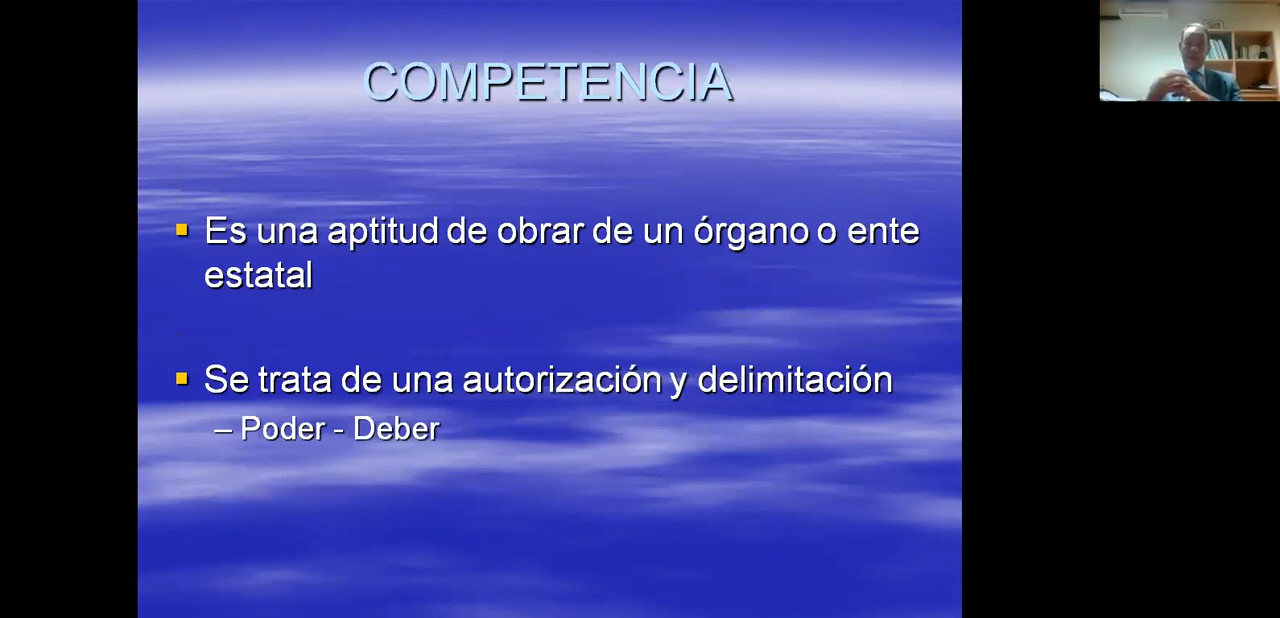 COMPETENCIA
Es una aptitud de obrar de un órgano o ente
estatal
Se trata de una autorización y delimitación
– Poder - Deber